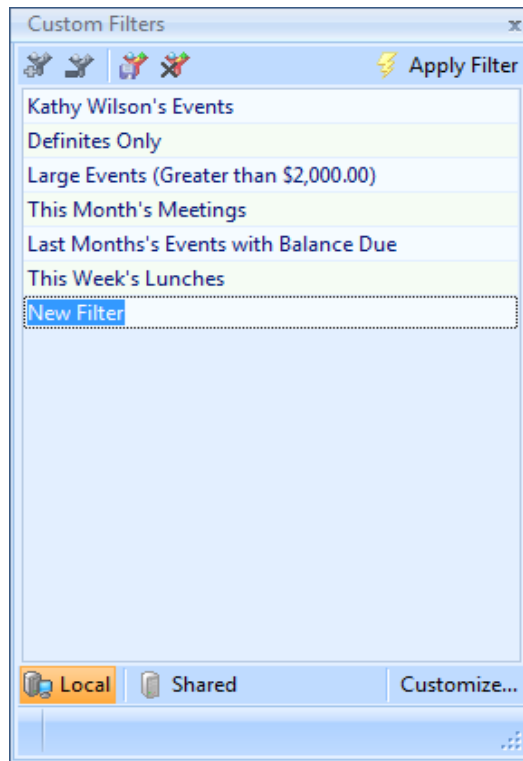 Custom Filters
Apply Filter
Kathy Wilson's Events
Definites Only
Large Events (Greater than $2,000.00)
This Month's Meetings
Last Months's Events with Balance Due
This Week's Lunches
New Filter
Local Shared Customize...